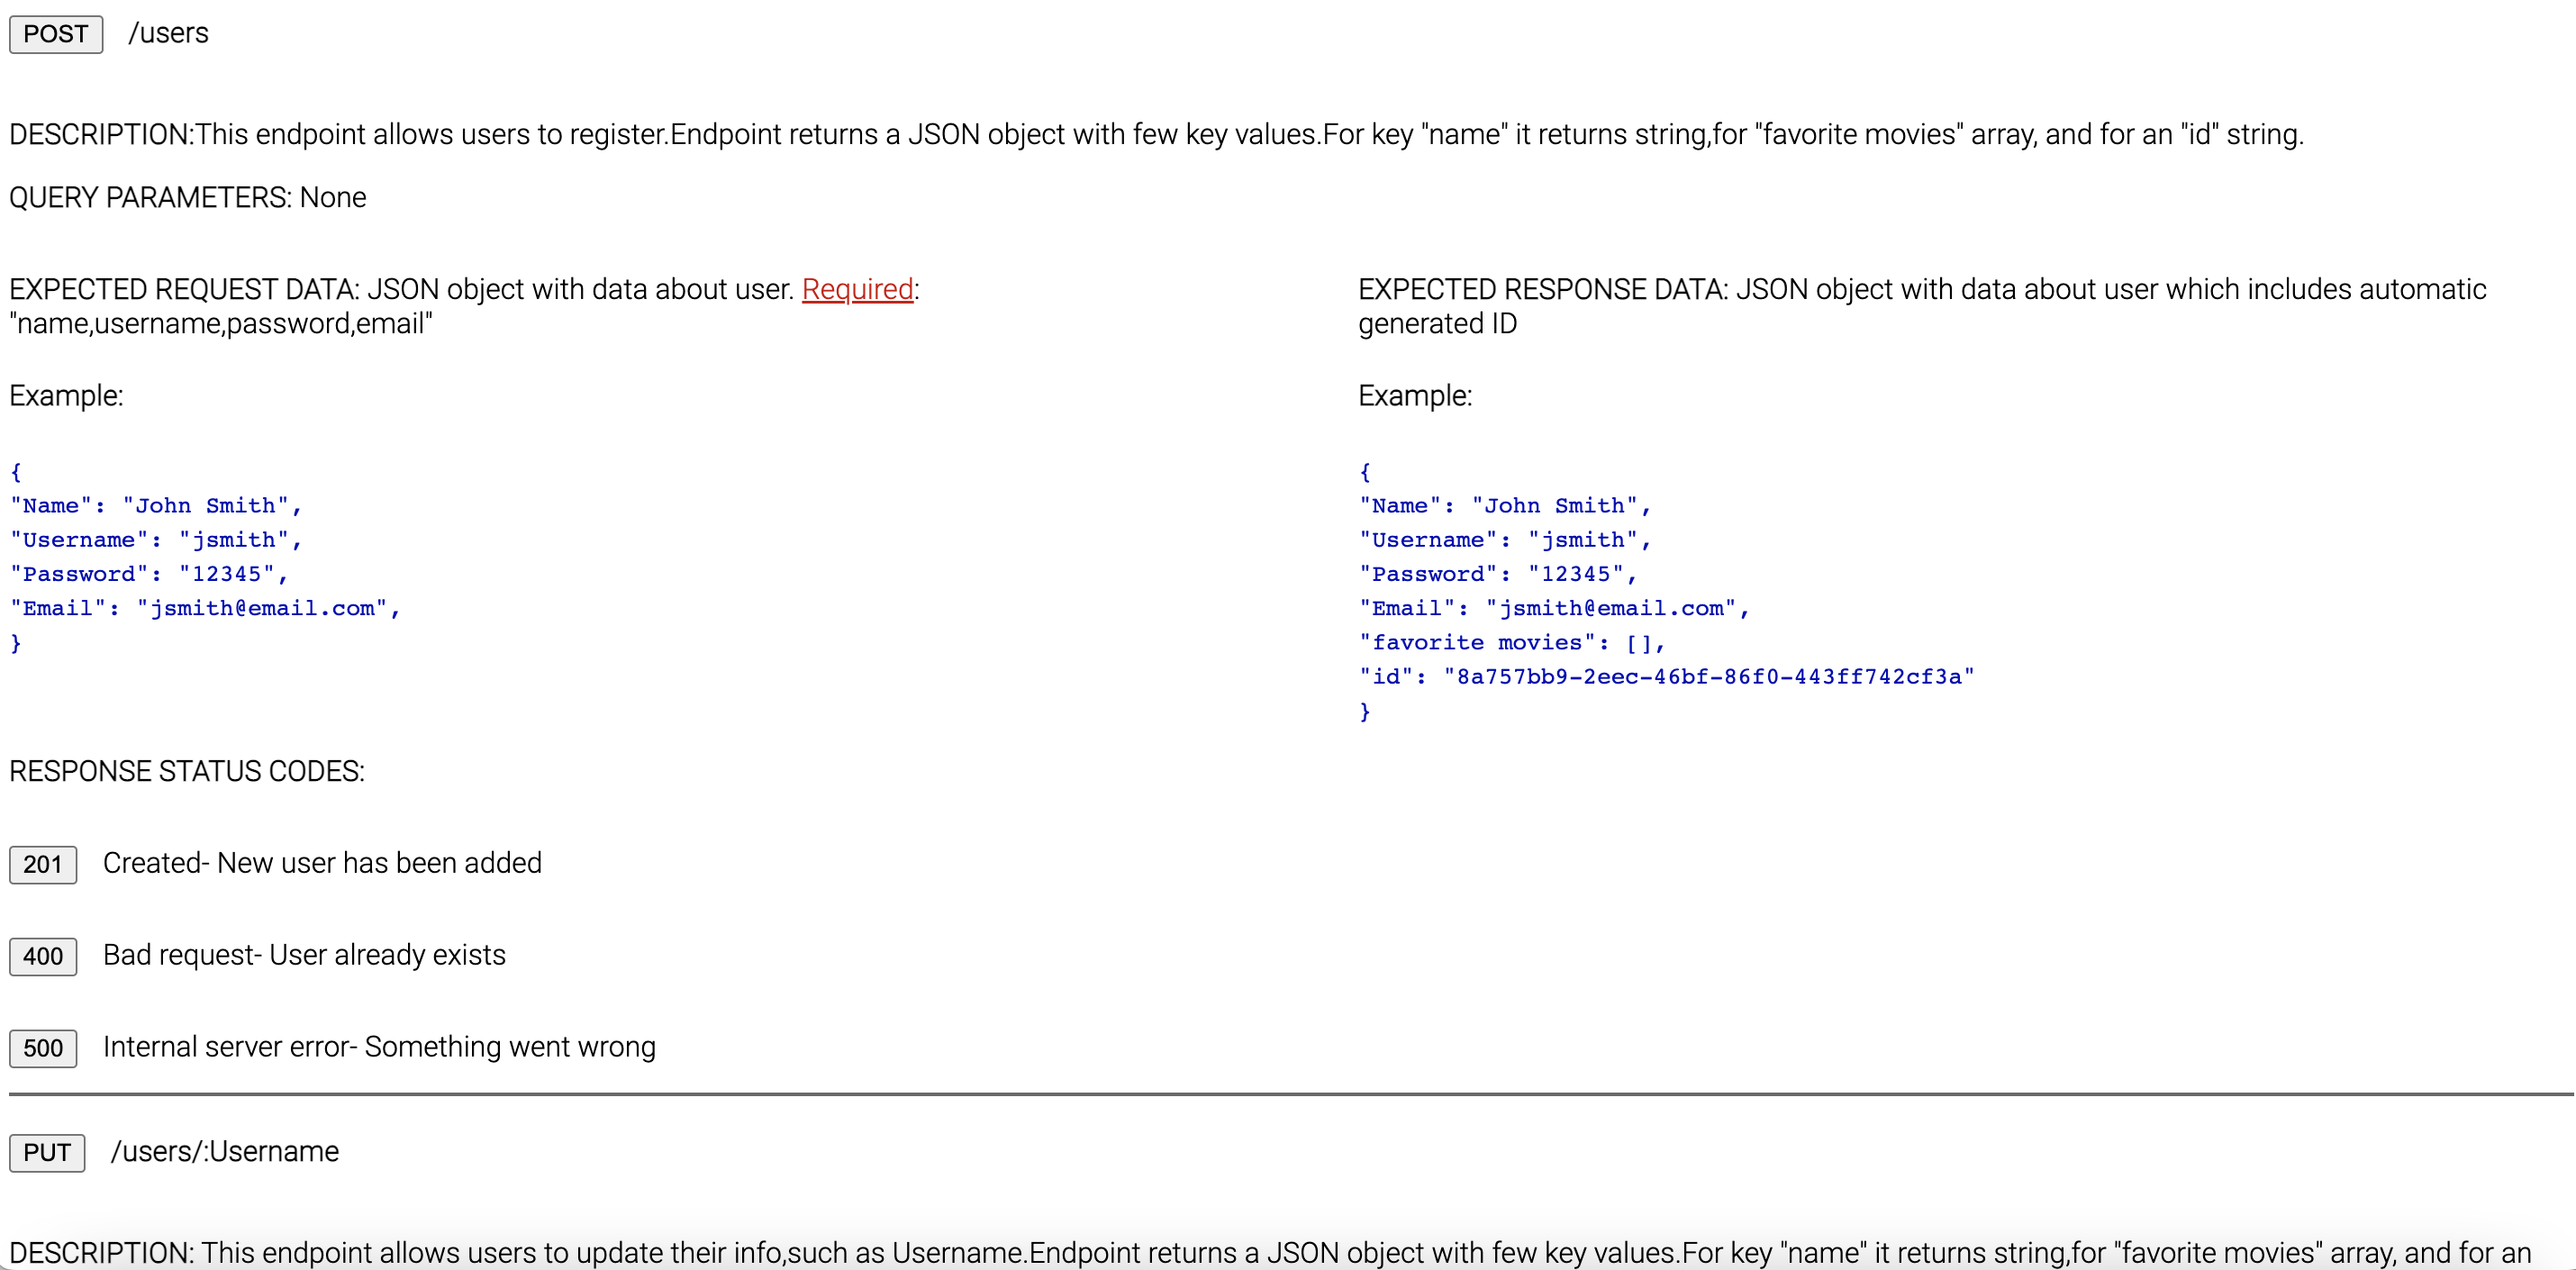 POST /users
DESCRIPTION:This endpoint allows users to register.Endpoint returns a JSON object with few key values.For key "name" it returns string,for "favorite movies" array, and for an "id" string.
QUERY PARAMETERS: None
EXPECTED REQUEST DATA: JSON object with data about user. Required:
"name,username,password,email"
Example:
{
"Name": "John Smith",
"Username": "jsmith",
"Password": "12345",
"Email": "jsmith@email.com",
}
EXPECTED RESPONSE DATA: JSON object with data about user which includes automatic
generated ID
Example:
{
"Name": "John Smith",
"Username": "jsmith",
"Password": "12345",
"Email": "jsmith@email.com",
"favorite movies": [],
"id": "8a757bb9-2eec-46bf-86f0-443ff742cf3a"
}
RESPONSE STATUS CODES:
201 Created- New user has been added
400 Bad request- User already exists
500 Internal server error- Something went wrong
PUT /users/:Username
DESCRIPTION: This endpoint allows users to update their info,such as Username.Endpoint returns a JSON object with few key values.For key "name" it returns string,for "favorite movies" array, and for an